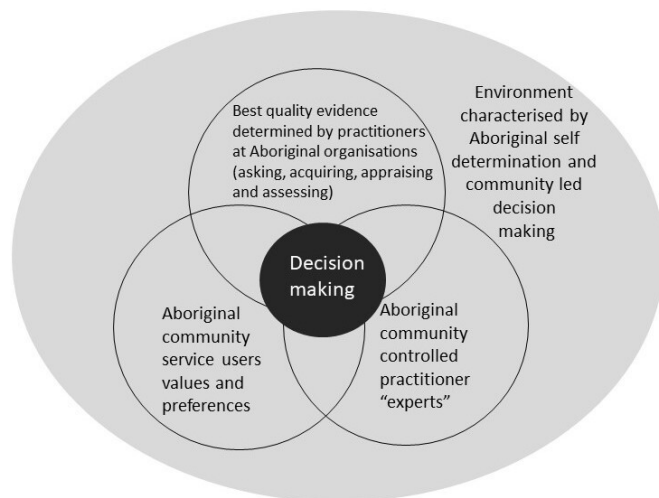 Best quality evidence
determined by practitioners
at Aboriginal organisations
(asking, acquiring, appraising
and assessing)
Environment
characterised by
Aboriginal self
determination and
community led
decision
making
Decision
making
Aboriginal
community
service users
values and
preferences
Aboriginal
community
controlled
practitioner
“experts”